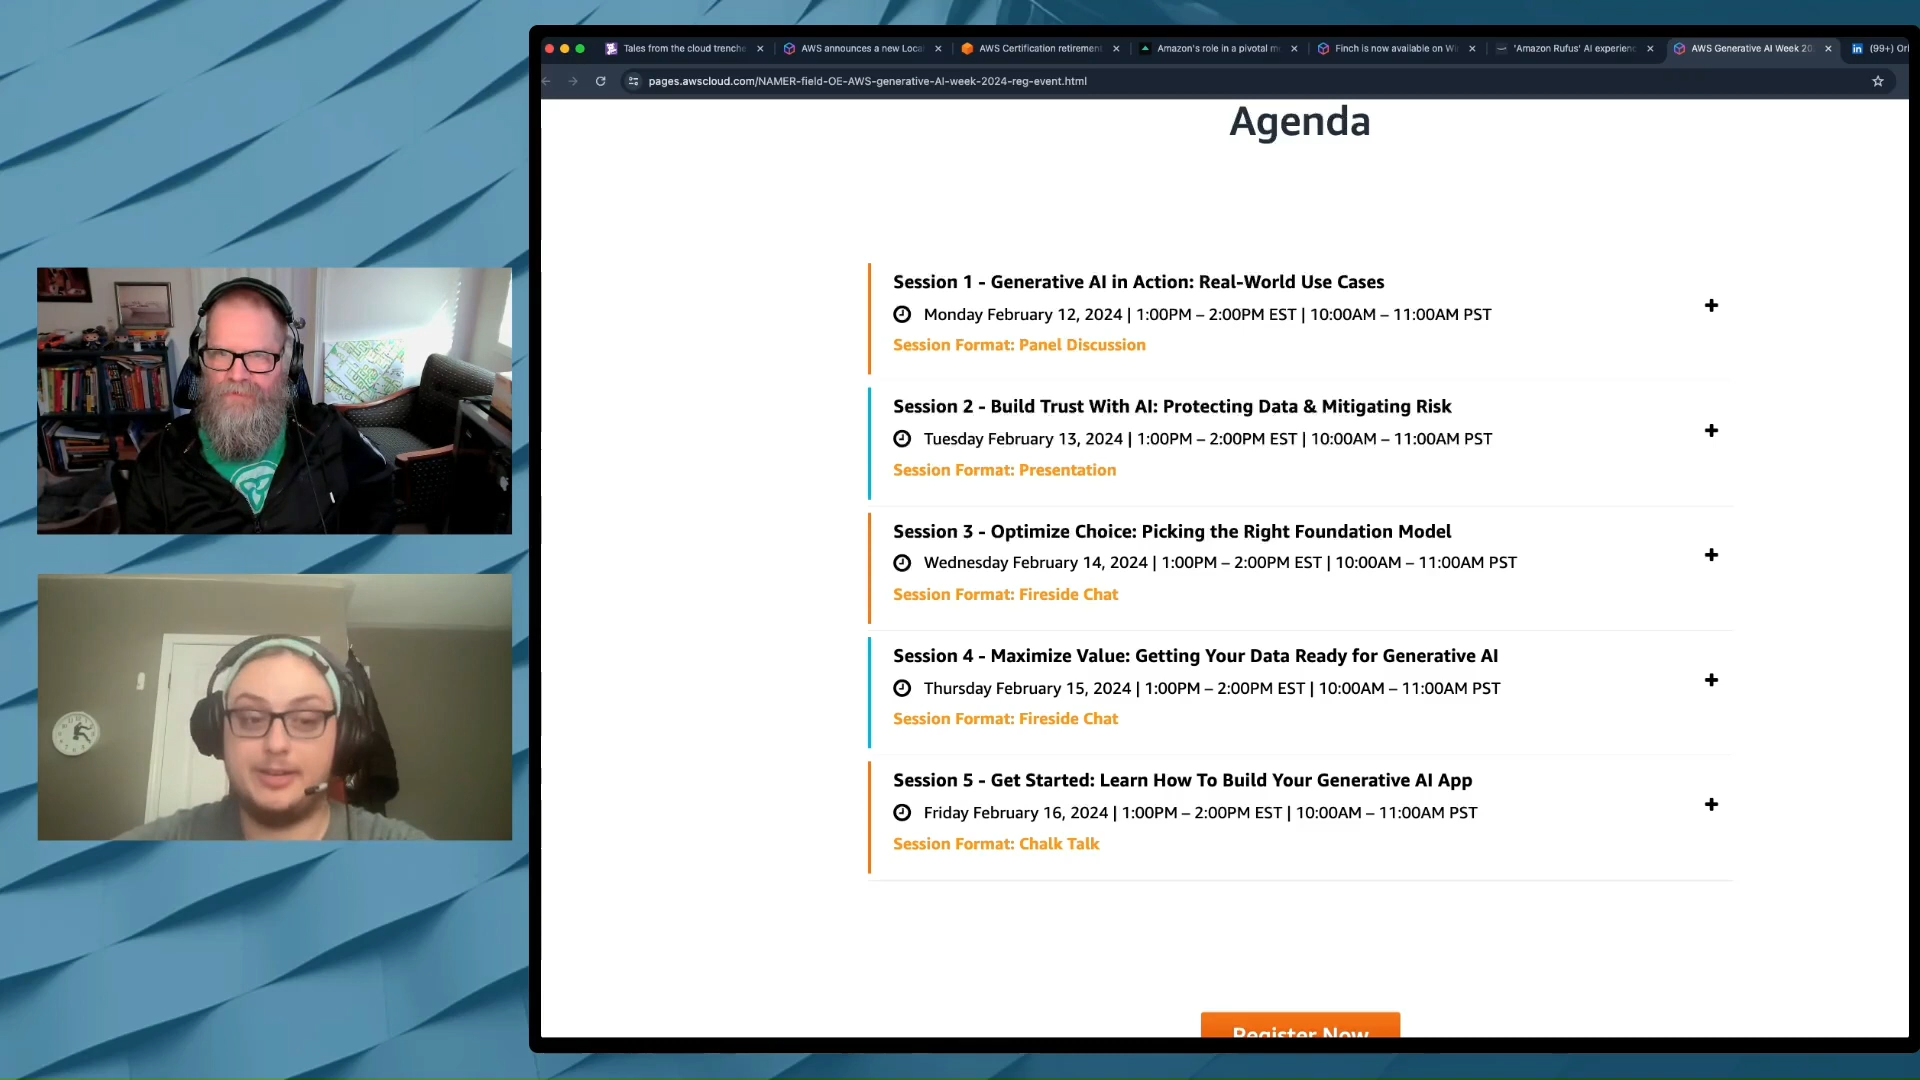 Tales from the cloud trenche
AWS announces a new Loca
AWS Certification retirement
Amazon's role in a pivotal m
Finch is now available on Wi
'Amazon Rufus' AI experienc
AWS Generative AI Week 20
(99+) Ori
pages.awscloud.com/NAMER-field-OE-AWS-generative-AI-week-2024-reg-event.html
Agenda
Session 1 - Generative AI in Action: Real-World Use Cases
Monday February 12, 2024 | 1:00PM – 2:00PM EST | 10:00AM – 11:00AM PST
Session Format: Panel Discussion
Session 2 - Build Trust With AI: Protecting Data & Mitigating Risk
Tuesday February 13, 2024 | 1:00PM – 2:00PM EST | 10:00AM – 11:00AM PST
Session Format: Presentation
Session 3 - Optimize Choice: Picking the Right Foundation Model
Wednesday February 14, 2024 | 1:00PM – 2:00PM EST | 10:00AM – 11:00AM PST
Session Format: Fireside Chat
Session 4 - Maximize Value: Getting Your Data Ready for Generative AI
Thursday February 15, 2024 | 1:00PM – 2:00PM EST | 10:00AM – 11:00AM PST
Session Format: Fireside Chat
Session 5 - Get Started: Learn How To Build Your Generative AI App
Friday February 16, 2024 | 1:00PM – 2:00PM EST | 10:00AM – 11:00AM PST
Session Format: Chalk Talk
Register Now